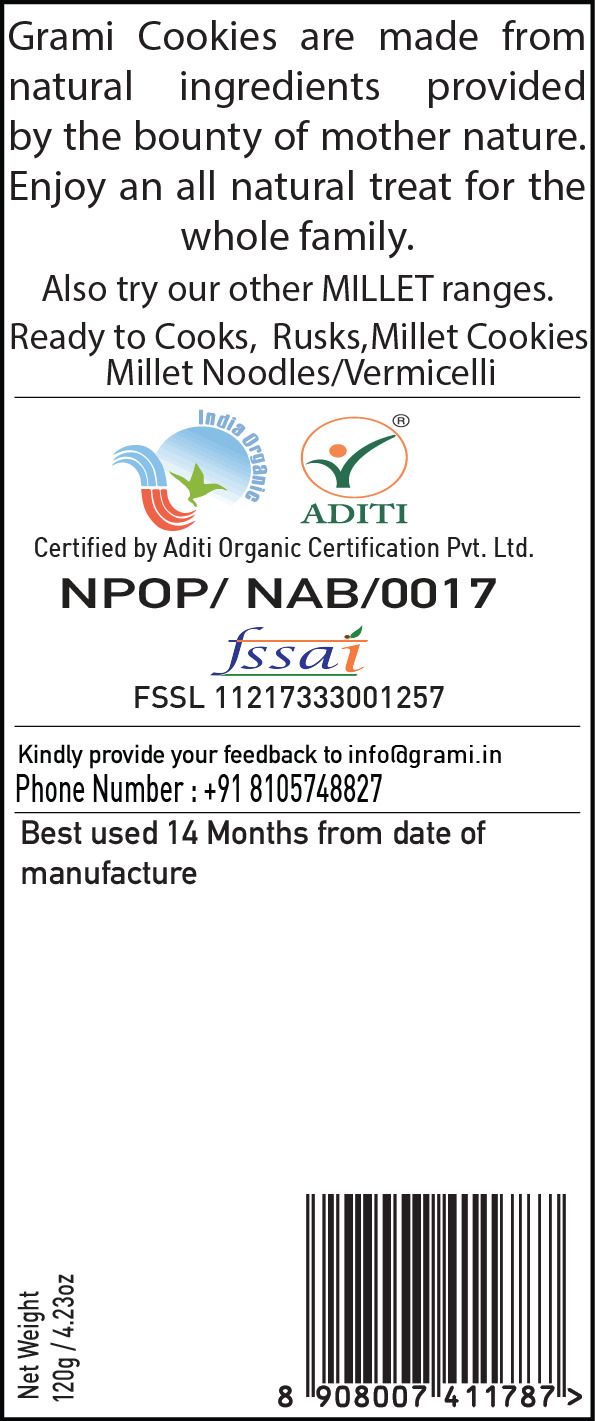 Grami Cookies are made from
natural ingredients provided
by the bounty of mother nature.
Enjoy an all natural treat for the
whole family.
Also try our other MILLET ranges.
Ready to Cooks, Rusks,Millet Cookies
Millet Noodles/Vermicelli
India Organic
®
ADITI
Certified by Aditi Organic Certification Pvt. Ltd.
NPOP/ NAB/0017
fssai
FSSL 11217333001257
Kindly provide your feedback to info@grami.in
Phone Number : +91 8105748827
Best used 14 Months from date of
manufacture
Net Weight
120g / 4.23oz
8 908007 411787 >